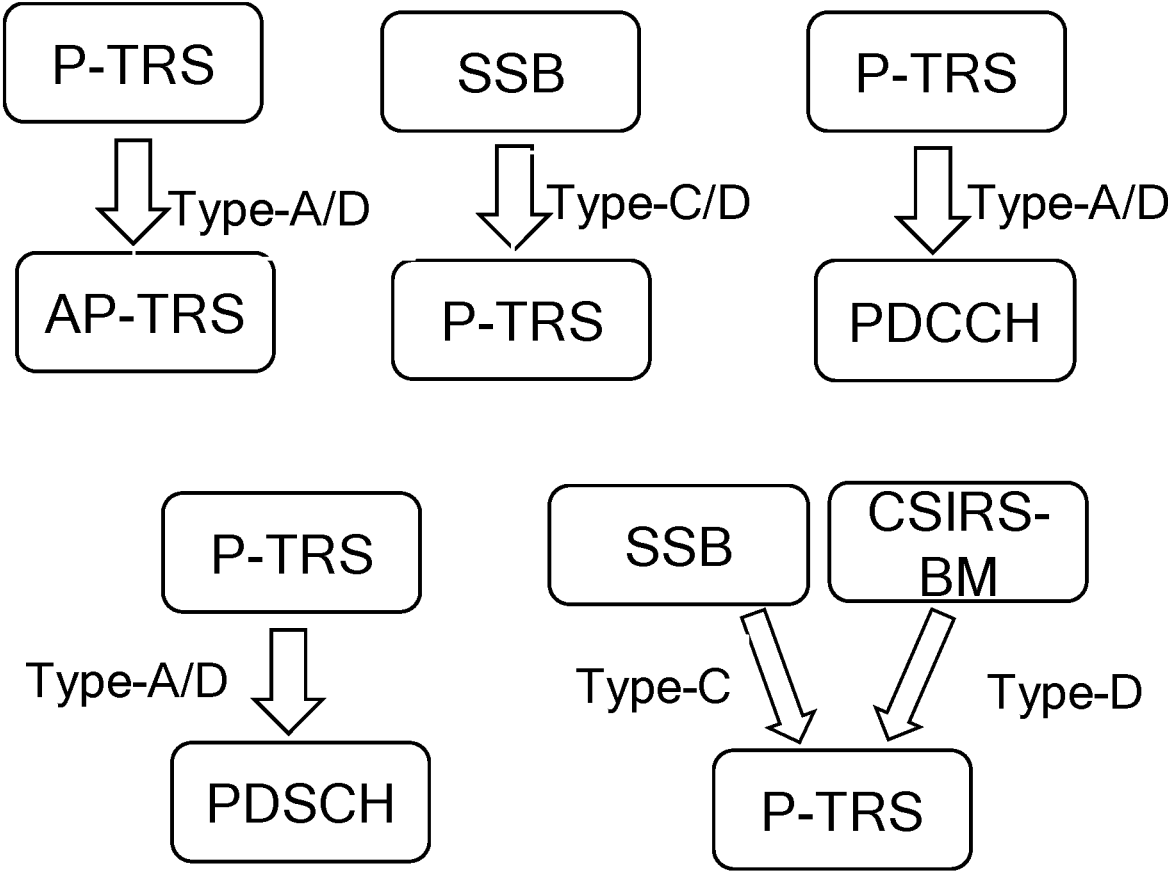 P-TRS
Type-A/D
AP-TRS
SSB
Type-C/D
P-TRS
P-TRS
Type-A/D
PDCCH
P-TRS
Type-A/D
PDSCH
SSB
CSIRS-
BM
Type-C
Type-D
P-TRS